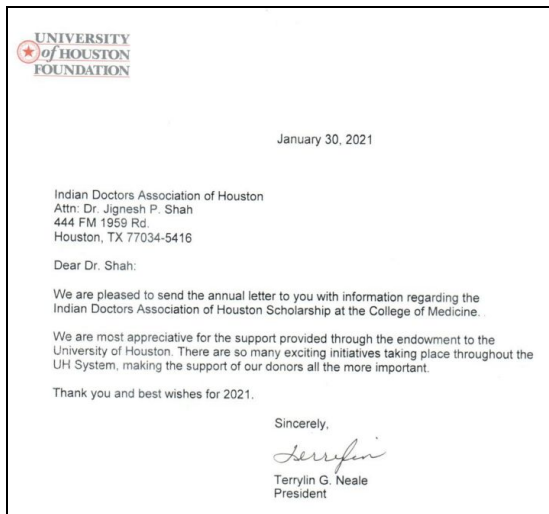 UNIVERSITY
of HOUSTON
FOUNDATION
January 30, 2021
Indian Doctors Association of Houston
Attn: Dr. Jignesh P. Shah
444 FM 1959 Rd.
Houston, TX 77034-5416
Dear Dr. Shah:
We are pleased to send the annual letter to you with information regarding the
Indian Doctors Association of Houston Scholarship at the College of Medicine.
We are most appreciative for the support provided through the endowment to the
University of Houston. There are so many exciting initiatives taking place throughout the
UH System, making the support of our donors all the more important.
Thank you and best wishes for 2021.
Sincerely,
Terrylin G. Neale
President